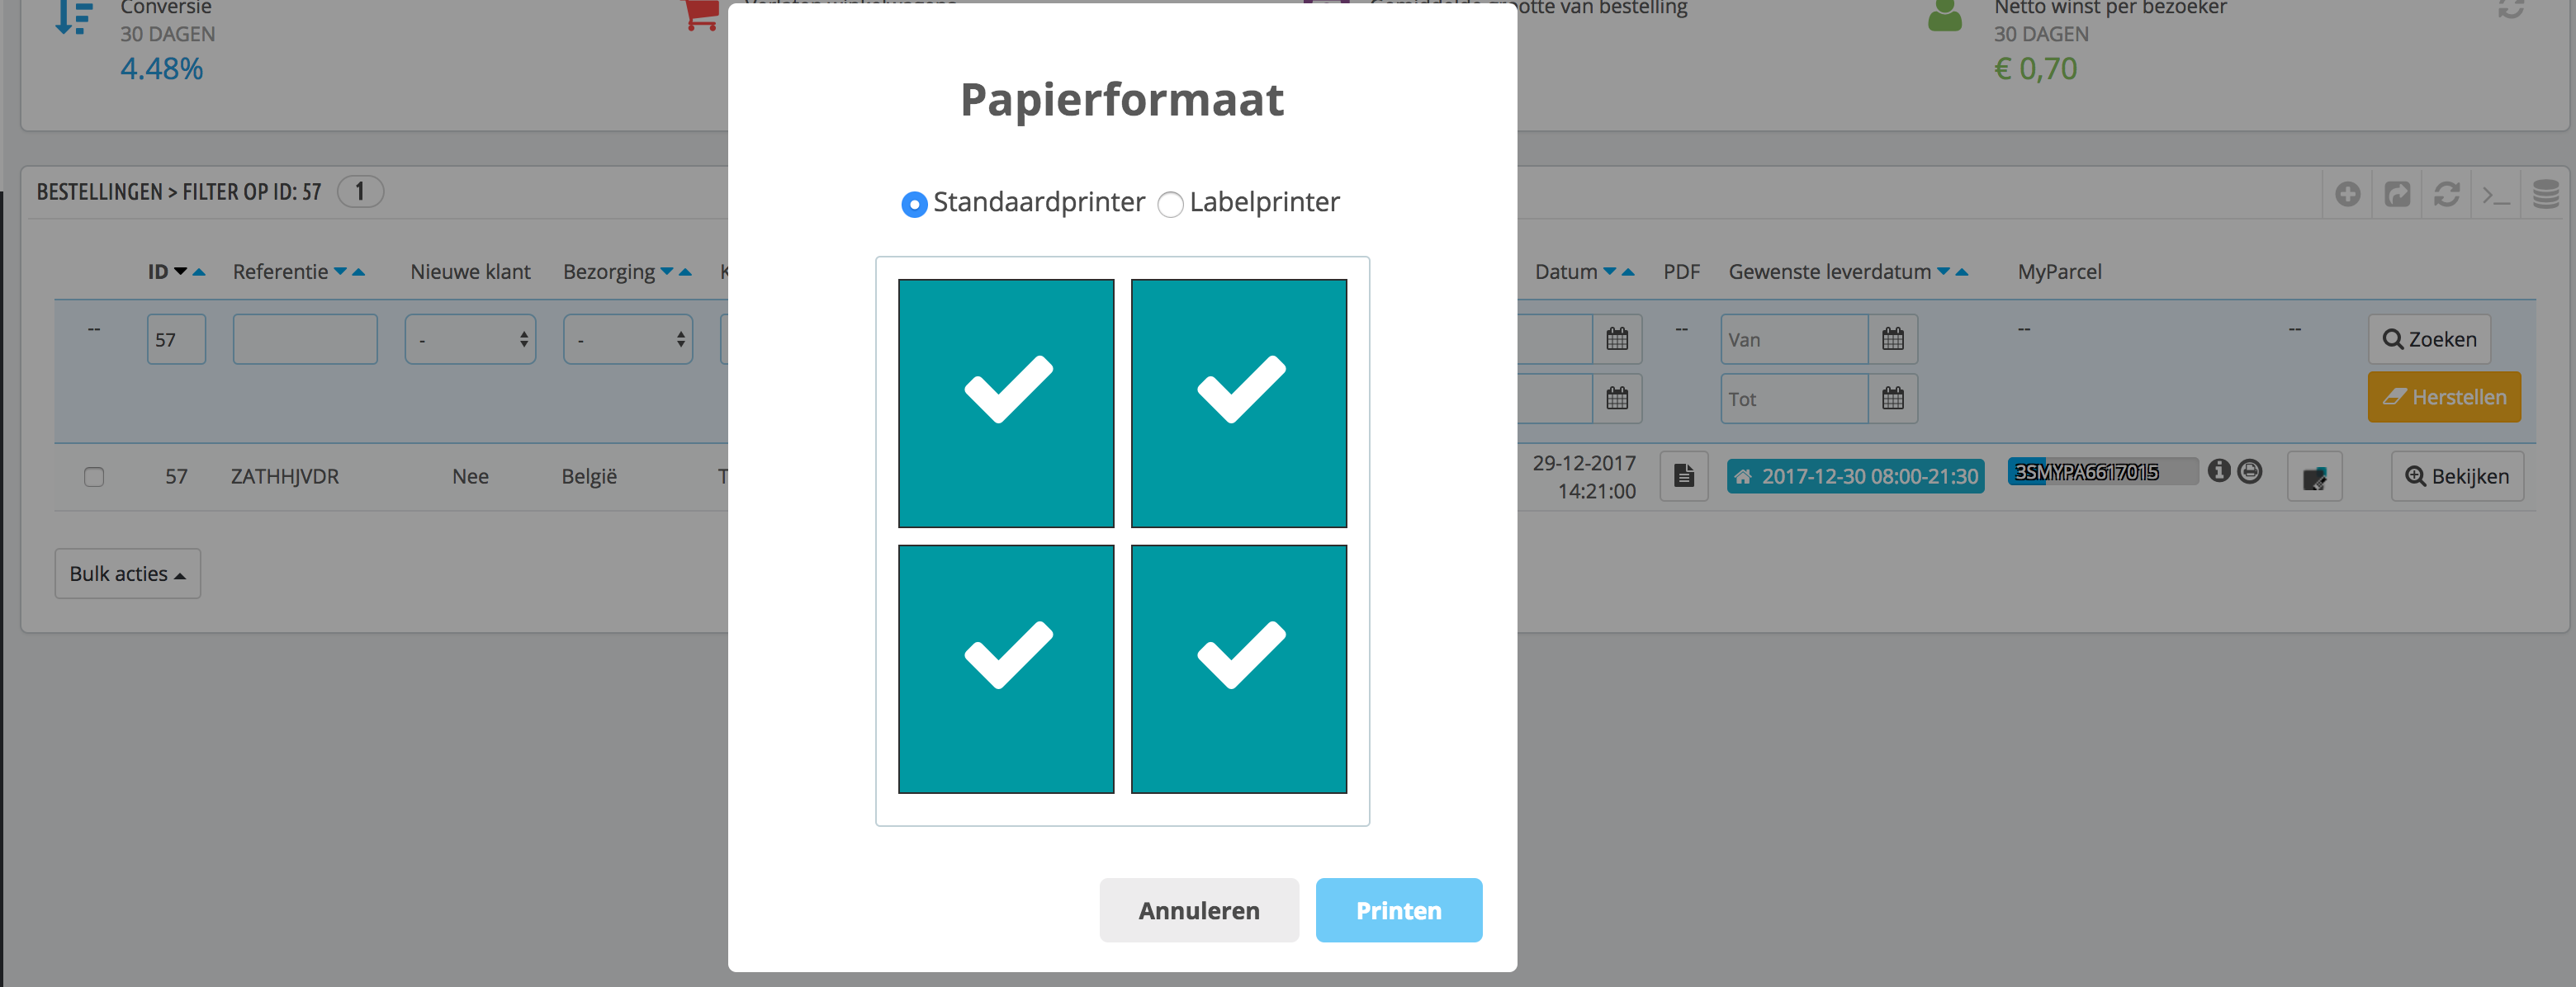 Conversie
30 DAGEN
4.48%
grootte van bestelling
Netto winst per bezoeker
30 DAGEN
€ 0,70
Papierformaat
Standaardprinter Labelprinter
BESTELLINGEN > FILTER OP ID: 57 1
ID Referentie Nieuwe klant Bezorging K Datum PDF Gewenste leverdatum MyParcel
-- 57 - - -- Van -- -- Zoeken
Tot Herstellen
57 ZATHHJVDR Nee België T 29-12-2017 14:21:00 2017-12-30 08:00-21:30 3SMYPA6617015 Bekijken
Bulk acties
Annuleren Printen